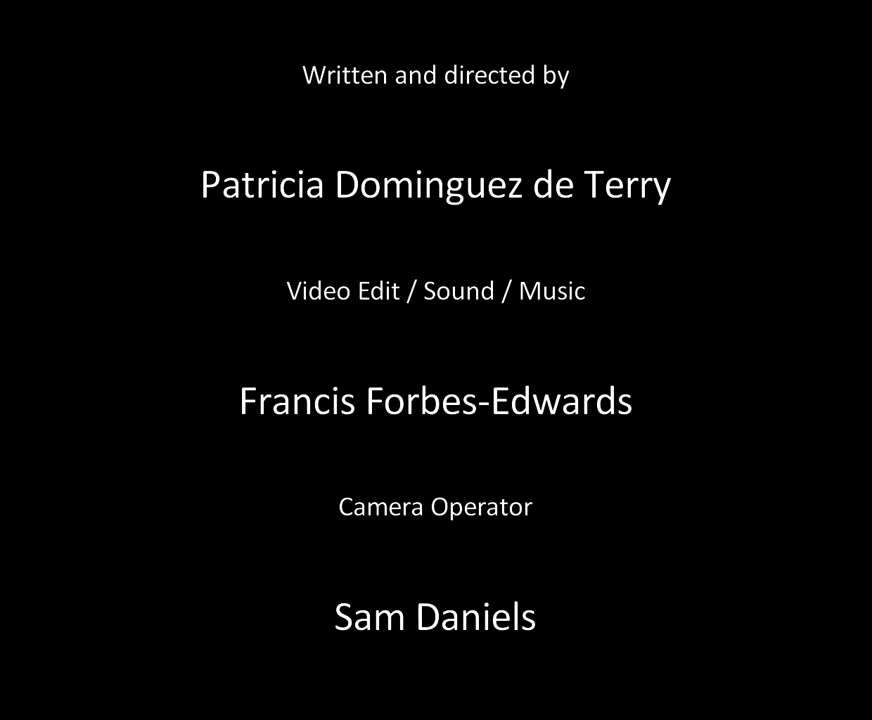 Written and directed by
Patricia Dominguez de Terry
Video Edit / Sound / Music
Francis Forbes-Edwards
Camera Operator
Sam Daniels